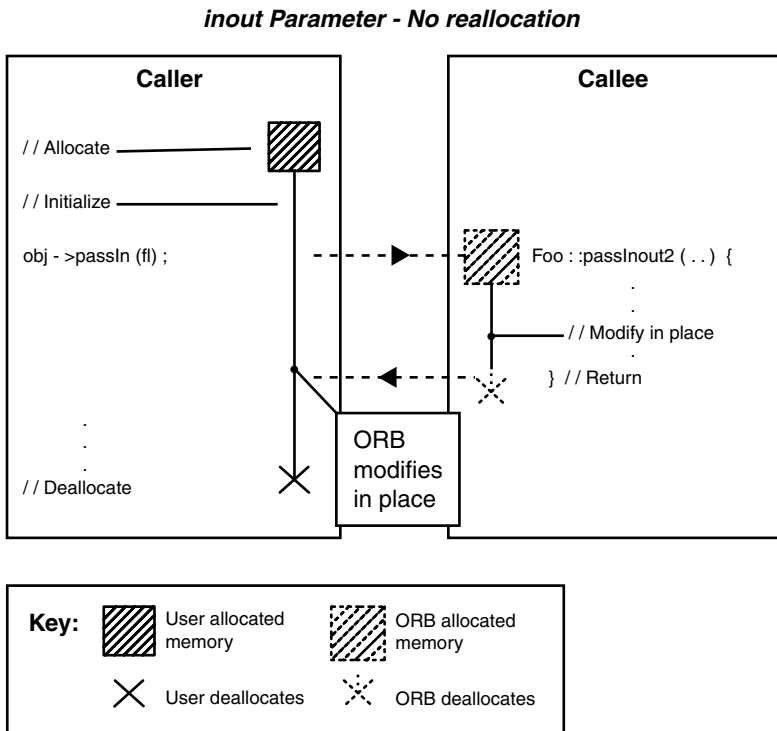 inout Parameter - No reallocation
Caller
/ / Allocate
/ / Initialize
obj - >passIn (fl) ;
.
.
.
/ / Deallocate
Callee
Foo : :passInout2 ( . . )  {
.
.
/ / Modify in place
.
}  / / Return
ORB
modifies
in place
Key:
User allocated
memory
ORB allocated
memory
User deallocates
ORB deallocates